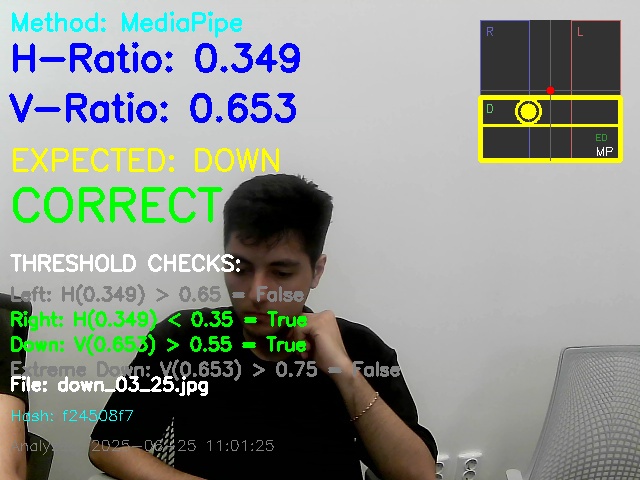 Method: MediaPipe
H-Ratio: 0.349
V-Ratio: 0.653
EXPECTED: DOWN
CORRECT
THRESHOLD CHECKS:
Left: H(0.349) > 0.65 = False
Right: H(0.349) < 0.35 = True
Down: V(0.653) > 0.55 = True
Extreme Down: V(0.653) > 0.75 = False
File: down_03_25.jpg
Hash: f24508f7
2025-06-25 11:01:25
R L
D
ED
MP